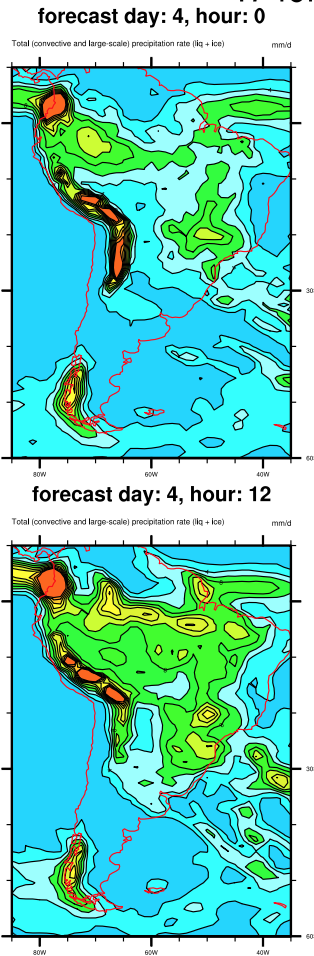 forecast day: 4, hour: 0
Total (convective and large-scale) precipitation rate (liq + ice) mm/d
30
60
80W 60W 40W
forecast day: 4, hour: 12
Total (convective and large-scale) precipitation rate (liq + ice) mm/d
30
60
80W 60W 40W